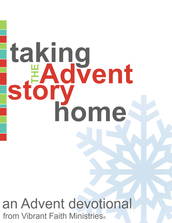 taking
THE Advent
story
home
an Advent devotional
from Vibrant Faith Ministries®